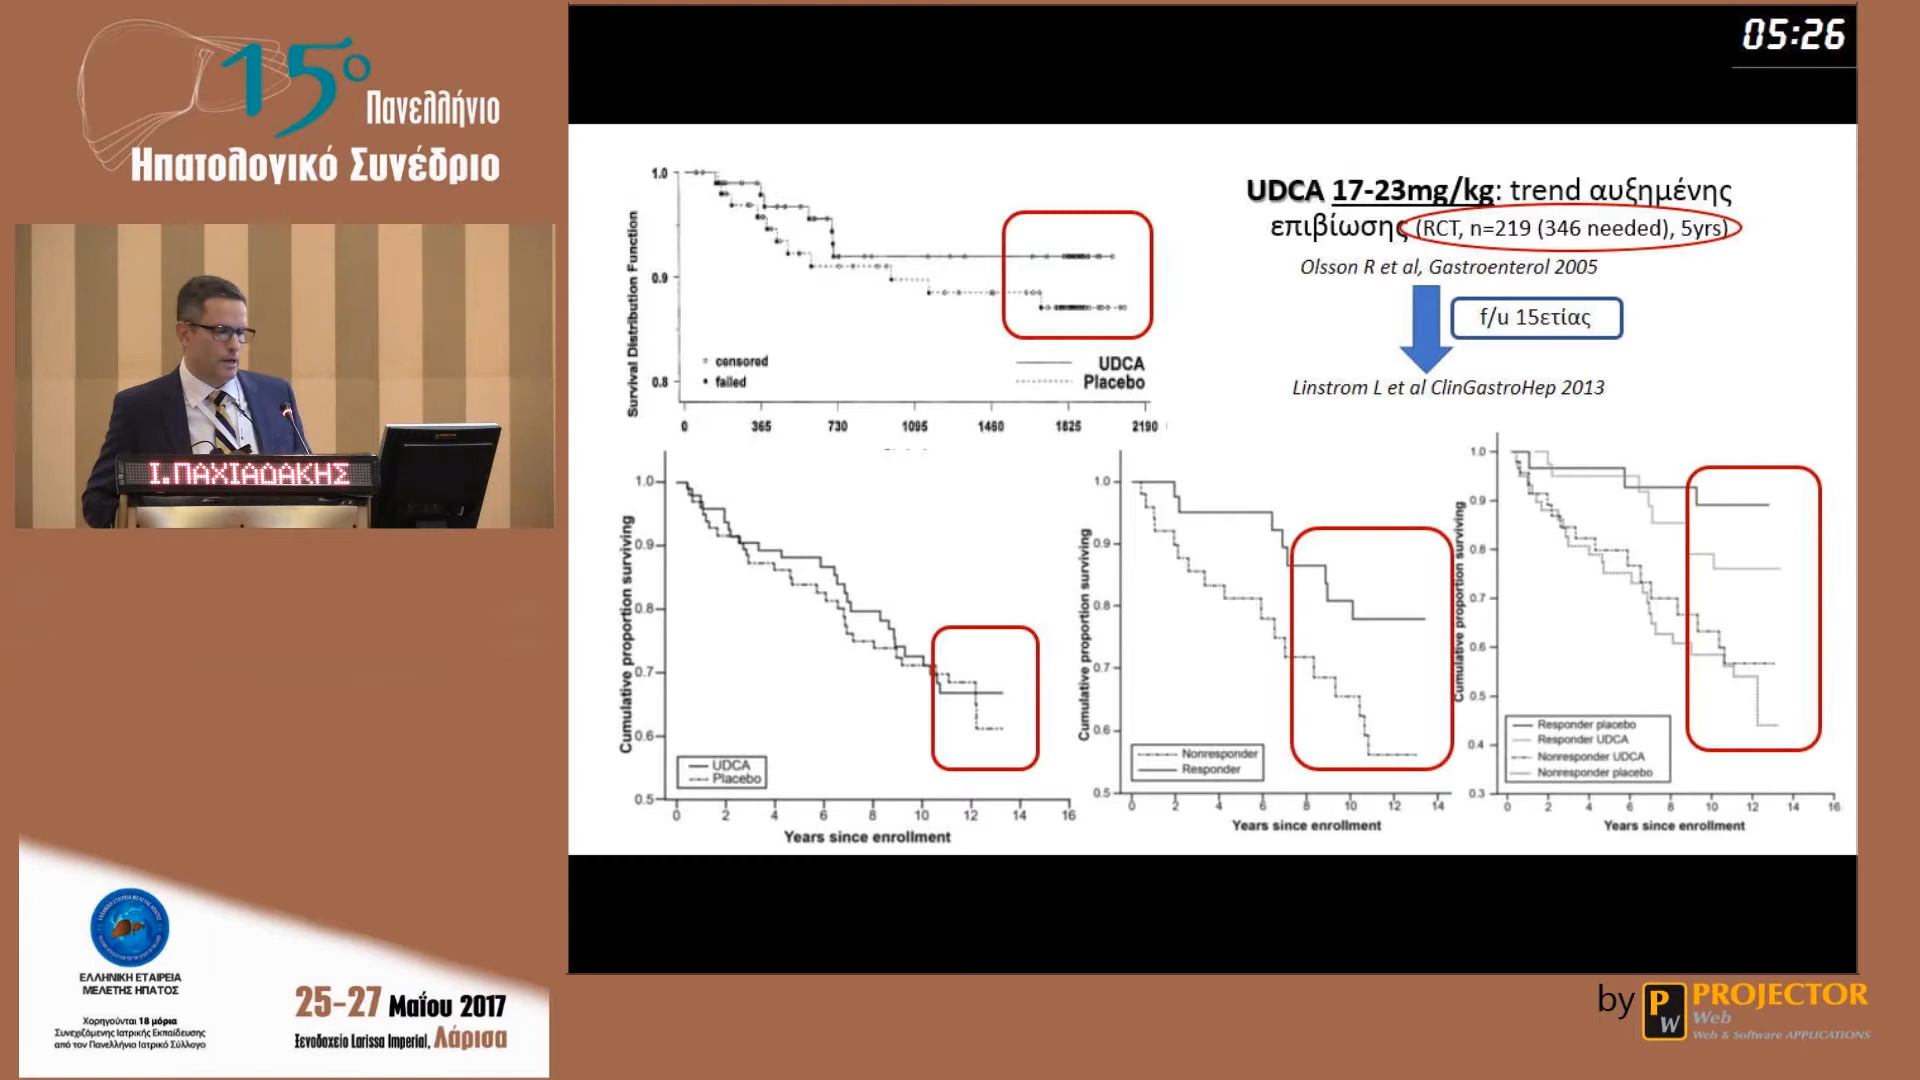 15ο
Πανελλήνιο
Ηπατολογικό Συνέδριο
Ι.ΠΑΧΙΑΔΑΚΗΣ
ΕΛΛΗΝΙΚΗ ΕΤΑΙΡΕΙΑ
ΜΕΛΕΤΗΣ ΗΠΑΤΟΣ
Χορηγούνται 18 μόρια
Συνεχιζόμενης Ιατρικής Εκπαίδευσης
από τον Πανελλήνιο Ιατρικό Σύλλογο
25-27 Μαΐου 2017
Ξενοδοχείο Larissa Imperial, Λάρισα
05:26
UDCA 17-23mg/kg: trend αυξημένης
επιβίωσης (RCT, n=219 (346 needed), 5yrs)
Olsson R et al, Gastroenterol 2005
f/u 15ετίας
Linstrom L et al ClinGastroHep 2013
Survival Distribution Function
1.0
0.9
0.8
censored
failed
UDCA
Placebo
0 365 730 1095 1460 1825 2190
Cumulative proportion surviving
1.0
0.9
0.8
0.7
0.6
0.5
UDCA
Placebo
0 2 4 6 8 10 12 14 16
Years since enrollment
Cumulative proportion surviving
1.0
0.9
0.8
0.7
0.6
0.5
Nonresponder
Responder
0 2 4 6 8 10 12 14
Years since enrollment
Cumulative proportion surviving
1.0
0.9
0.8
0.7
0.6
0.5
0.4
0.3
Responder placebo
Responder UDCA
Nonresponder UDCA
Nonresponder placebo
0 2 4 6 8 10 12 14 16
Years since enrollment
by PW PROJECTOR
Web
Web & Software APPLICATIONS